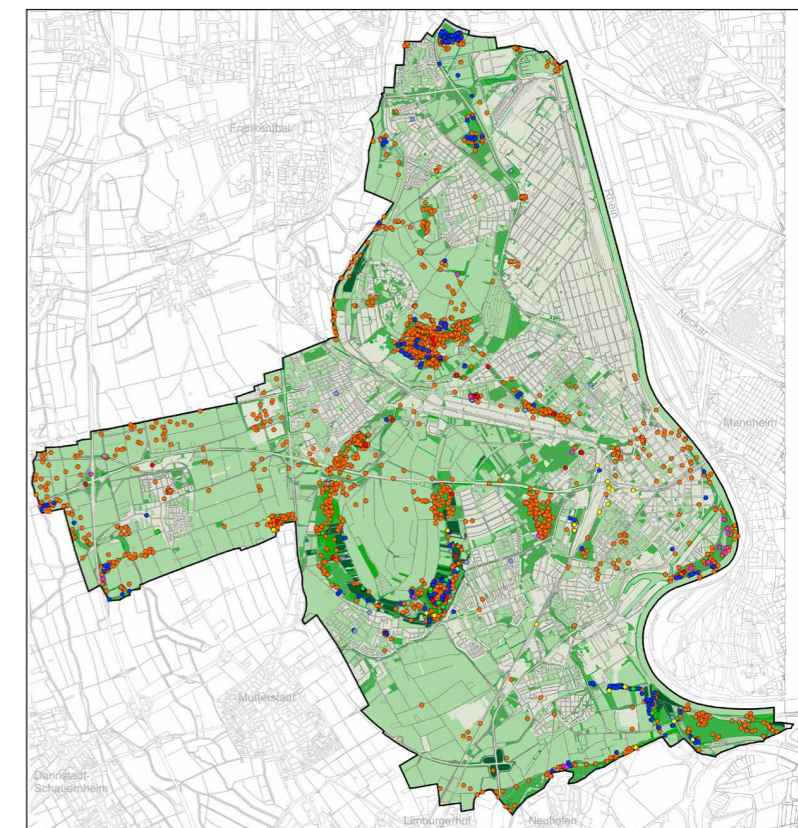 Frankenthal
Rhein
Neckar
Mannheim
Mutterstadt
Dannstadt-
Schauernheim
Limburgerhof
Neuhofen